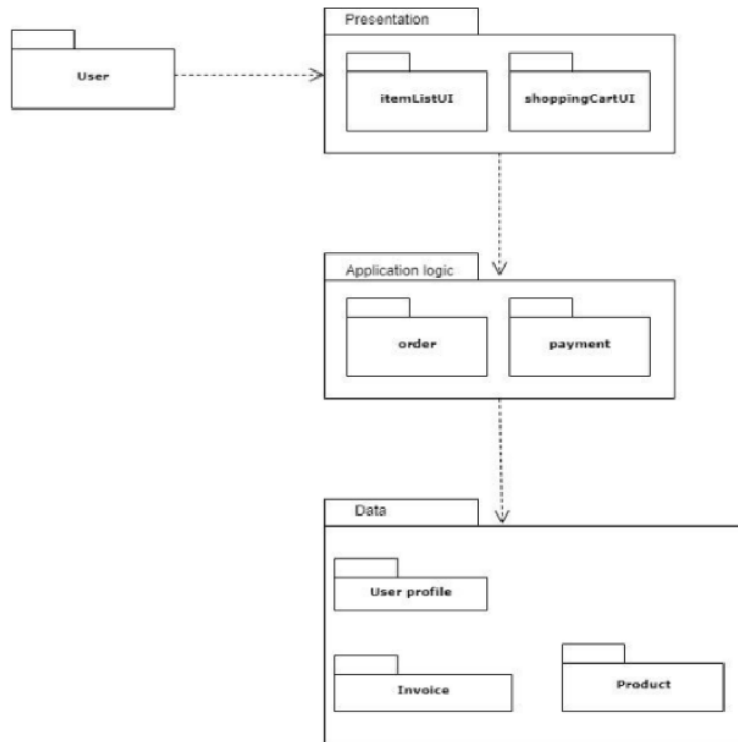 Presentation
User
itemListUI
shoppingCartUI
Application logic
order
payment
Data
User profile
Invoice
Product